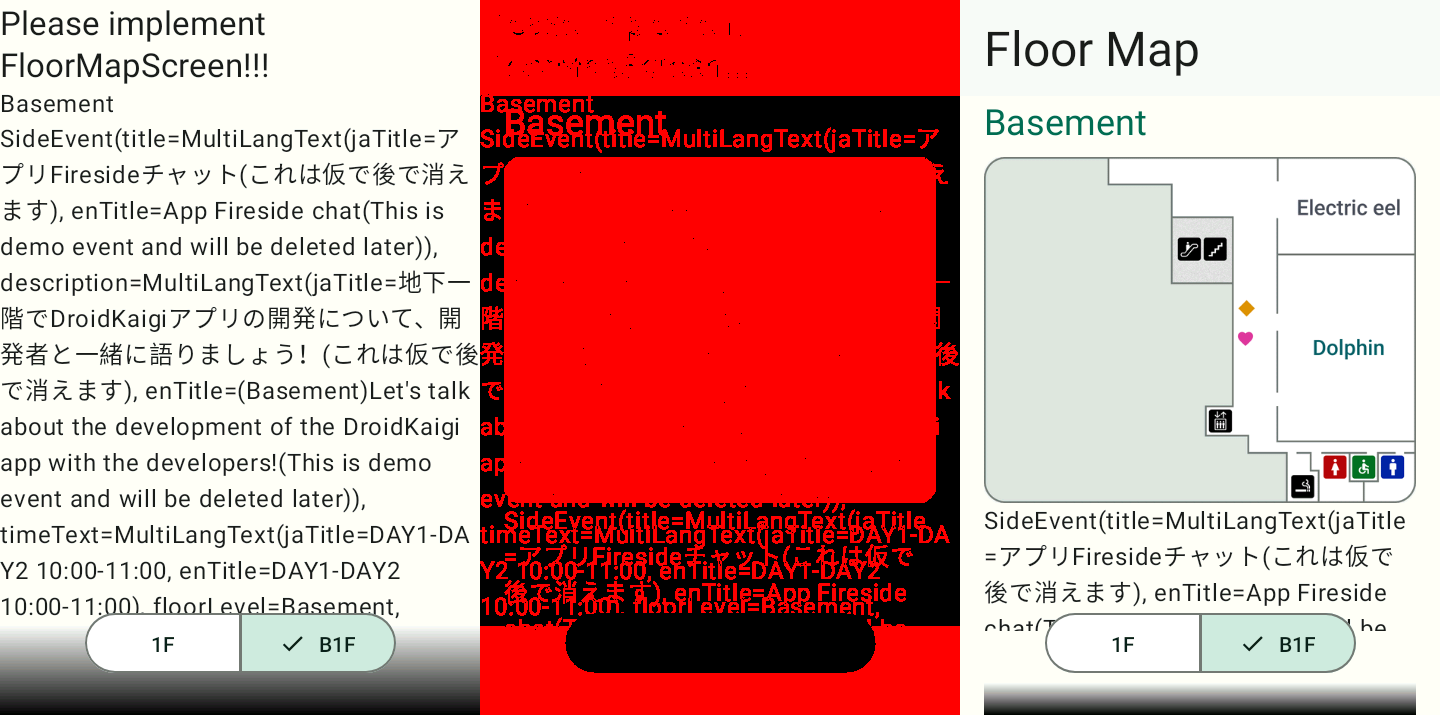 Please implement
FloorMapScreen!!!
Basement
SideEvent(title=MultiLangText(jaTitle=ア
プリFiresideチャット(これは仮で後で消え
ます), enTitle=App Fireside chat(This is
demo event and will be deleted later)),
description=MultiLangText(jaTitle=地下一
階でDroidKaigiアプリの開発について、開
発者と一緒に語りましょう！(これは仮で後
で消えます), enTitle=(Basement)Let's talk
about the development of the DroidKaigi
app with the developers!(This is demo
event and will be deleted later)),
timeText=MultiLangText(jaTitle=DAY1-DA
Y2 10:00-11:00, enTitle=DAY1-DAY2
10:00-11:00), floorLevel=Basement,
1F
B1F
Basement
Basement
SideEvent(title=MultiLangText(jaTitle=ア
SideEvent(title=MultiLangText(jaTitle
timeText=MultiLangText(jaTitle=DAY1-DA
=アプリFiresideチャット(これは仮で
Y2 10:00-11:00, enTitle=DAY1-DAY2
後で消えます), enTitle=App Fireside
10:00-11:00), floorLevel=Basement,
Floor Map
Basement
Electric eel
Dolphin
SideEvent(title=MultiLangText(jaTitle
=アプリFiresideチャット(これは仮で
後で消えます), enTitle=App Fireside
1F
B1F